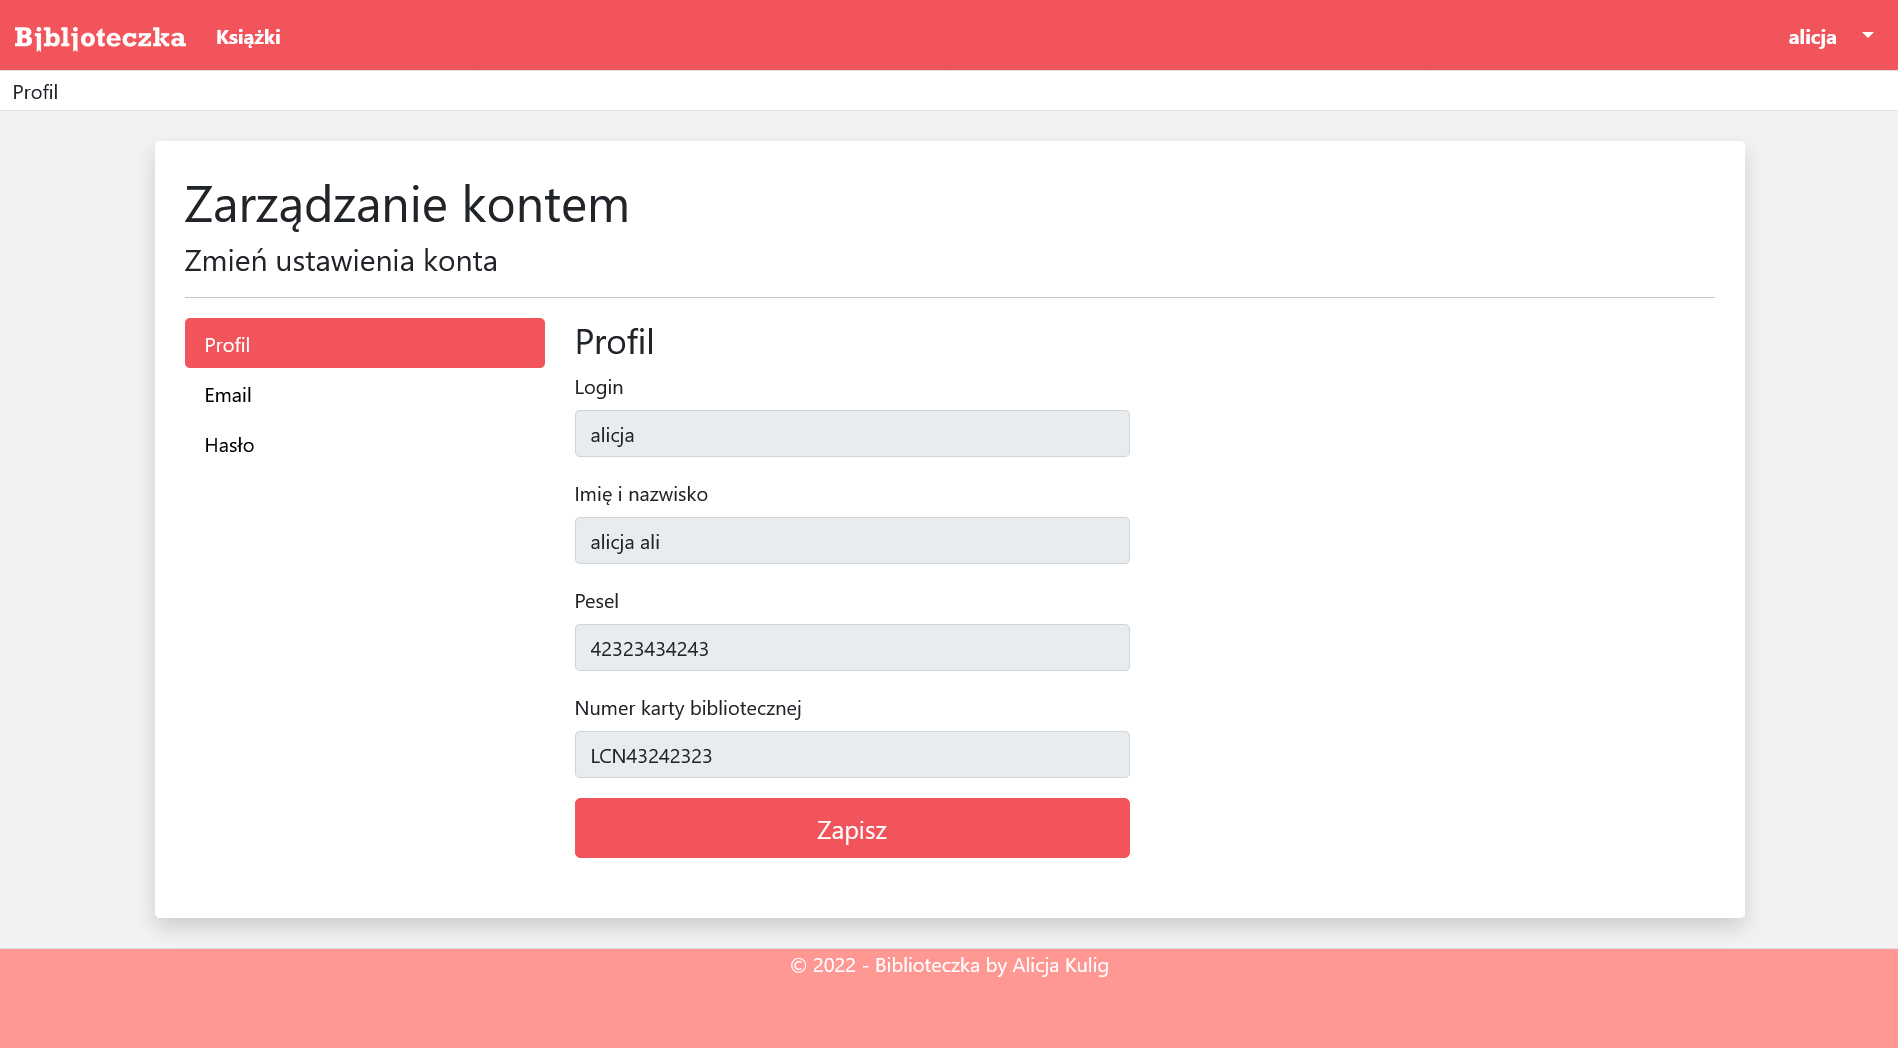 Bjbljoteczka
Książki
alicja
Profil
Zarządzanie kontem
Zmień ustawienia konta
Profil
Email
Hasło
Profil
Login
alicja
Imię i nazwisko
alicja ali
Pesel
42323434243
Numer karty bibliotecznej
LCN43242323
Zapisz
© 2022 - Biblioteczka by Alicja Kulig